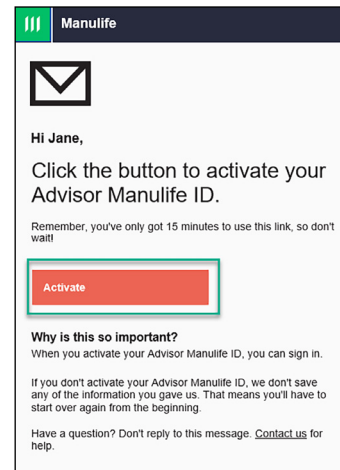 Manulife
Hi Jane,
Click the button to activate your
Advisor Manulife ID.
Remember, you've only got 15 minutes to use this link, so don't
wait!
Activate
Why is this so important?
When you activate your Advisor Manulife ID, you can sign in.
If you don't activate your Advisor Manulife ID, we don't save
any of the information you gave us. That means you'll have to
start over again from the beginning.
Have a question? Don't reply to this message. Contact us for
help.